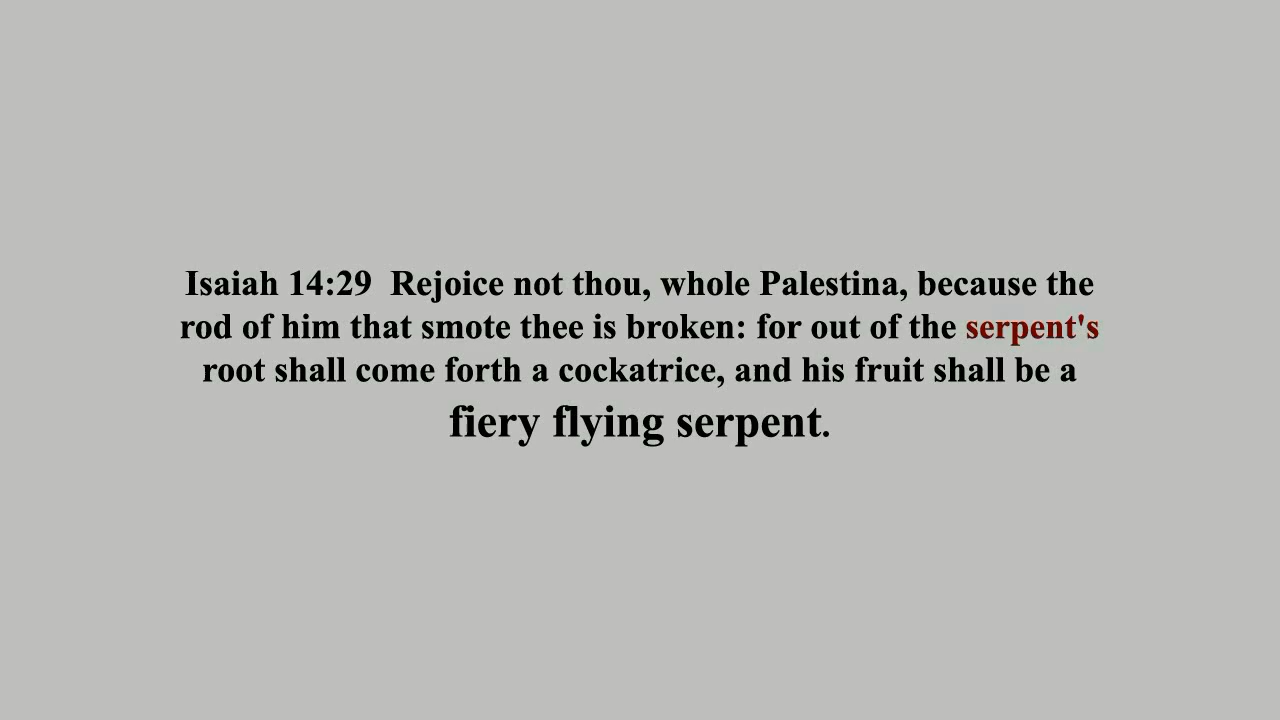 Isaiah 14:29  Rejoice not thou, whole Palestina, because the
rod of him that smote thee is broken: for out of the serpent's
root shall come forth a cockatrice, and his fruit shall be a
fiery flying serpent.